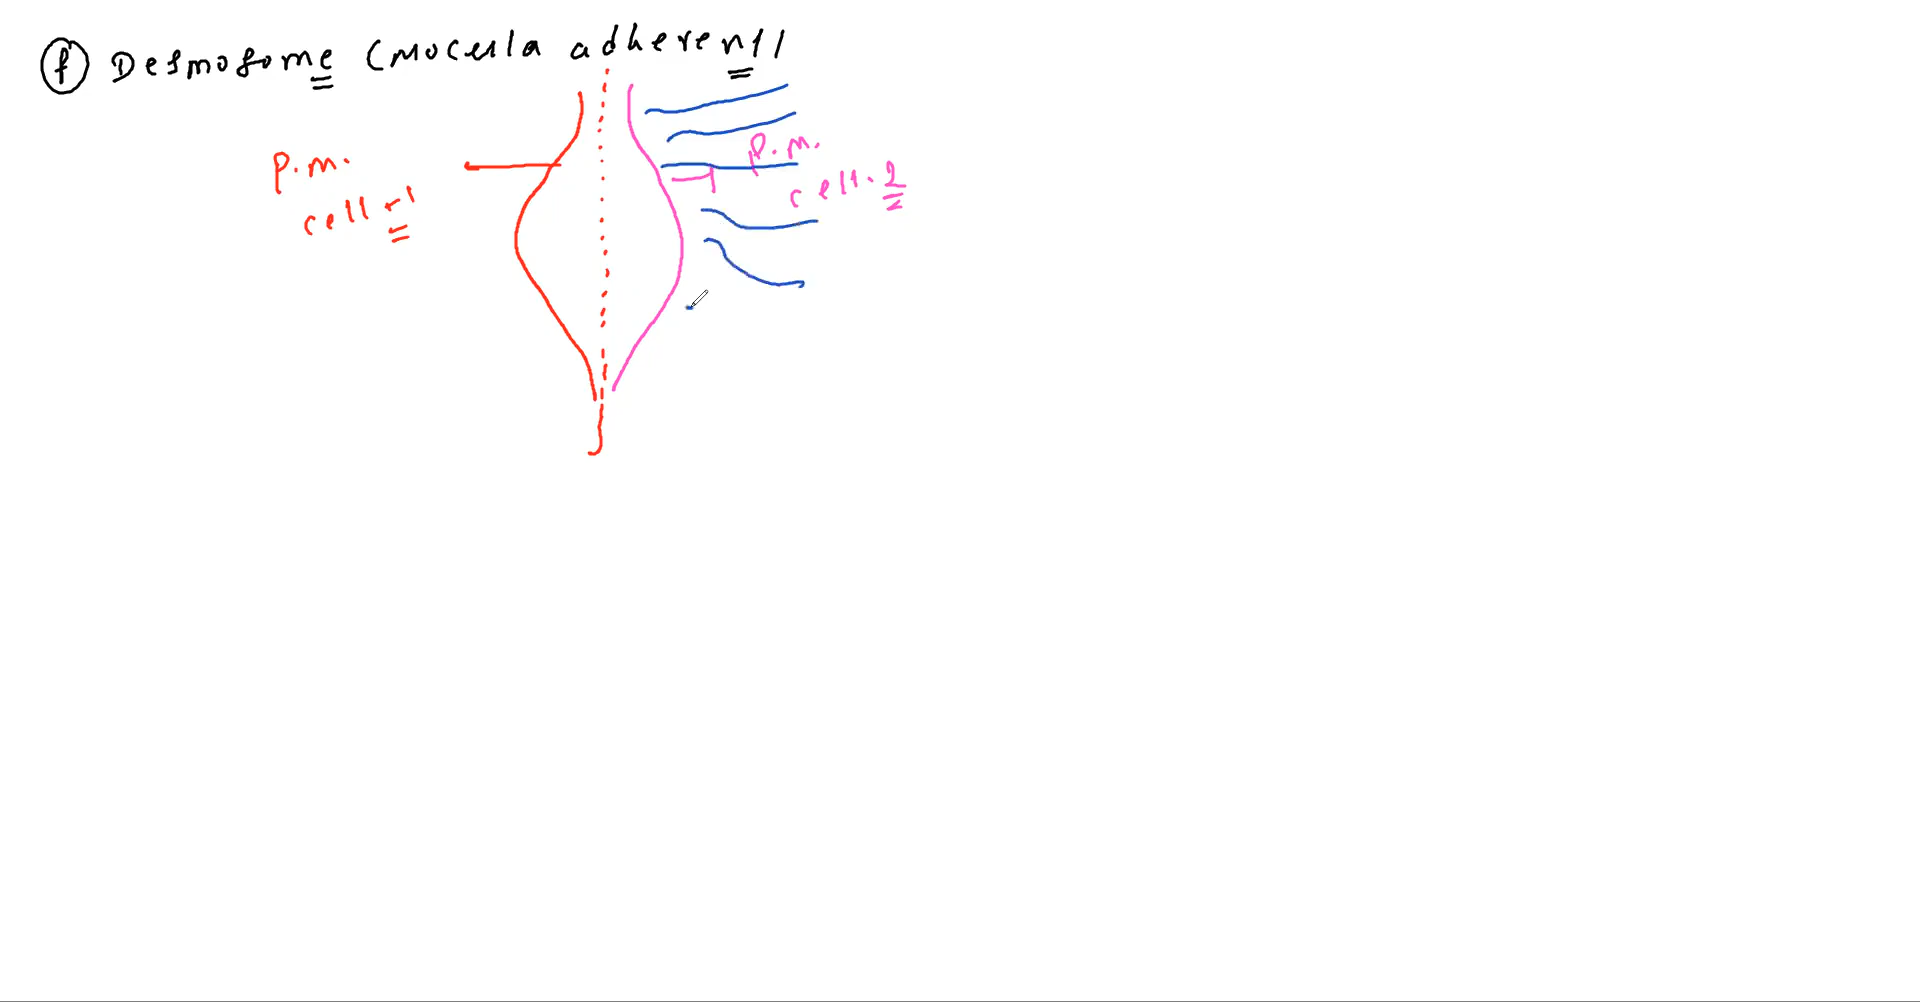 f Desmosome (Macula adherens)
P.M.
cell-1
P.M.
cell-2